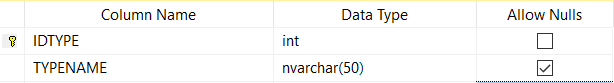 Column Name Data Type Allow Nulls
IDTYPE int
TYPENAME nvarchar(50)